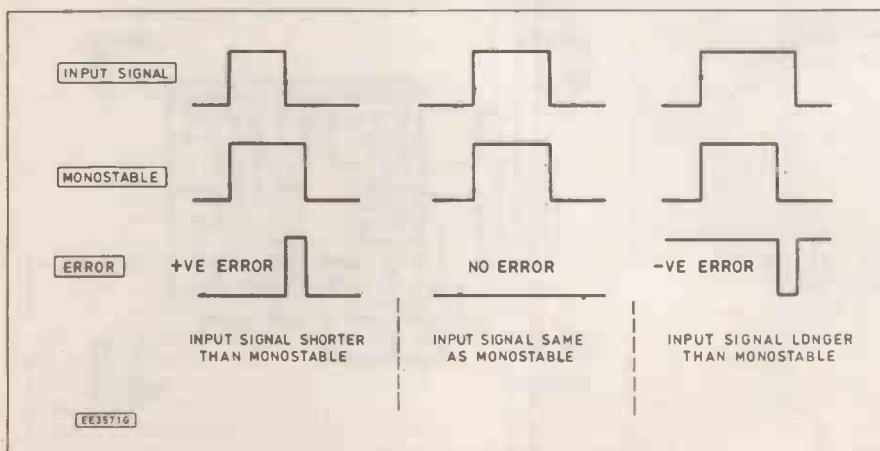 INPUT SIGNAL
MONOSTABLE
ERROR
+VE ERROR
NO ERROR
-VE ERROR
INPUT SIGNAL SHORTER
THAN MONOSTABLE
INPUT SIGNAL SAME
AS MONOSTABLE
INPUT SIGNAL LONGER
THAN MONOSTABLE
EE3571G